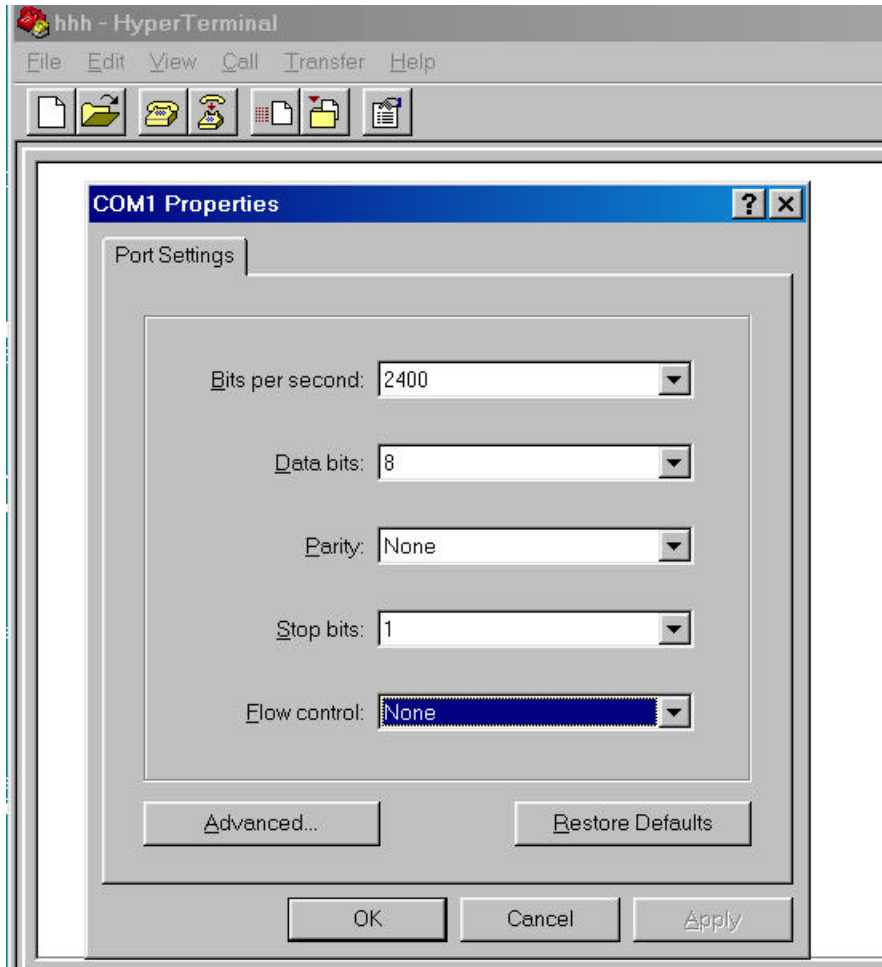 hhh - HyperTerminal
File Edit View Call Transfer Help
COM1 Properties
Port Settings
Bits per second: 2400
Data bits: 8
Parity: None
Stop bits: 1
Flow control: None
Advanced... Restore Defaults
OK Cancel Apply